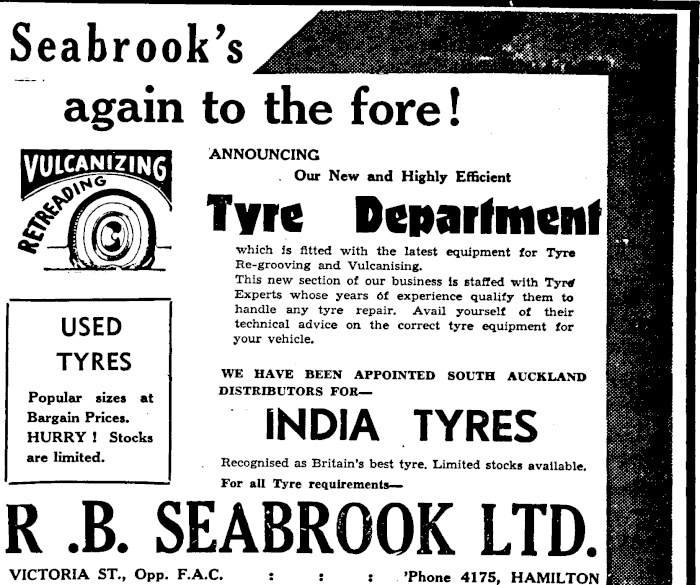 Seabrook's
again to the fore!
VULCANIZING
RETREADING
ANNOUNCING
Our New and Highly Efficient
Tyre Department
which is fitted with the latest equipment for Tyre
Re-grooving and Vulcanising.
This new section of our business is staffed with Tyre
Experts whose years of experience qualify them to
handle any tyre repair. Avail yourself of their
technical advice on the correct tyre equipment for
your vehicle.
USED
TYRES
Popular sizes at
Bargain Prices.
HURRY! Stocks
are limited.
WE HAVE BEEN APPOINTED SOUTH AUCKLAND
DISTRIBUTORS FOR—
INDIA TYRES
Recognised as Britain's best tyre. Limited stocks available.
For all Tyre requirements—
R .B. SEABROOK LTD.
VICTORIA ST., Opp. F.A.C. : : : 'Phone 4175, HAMILTON